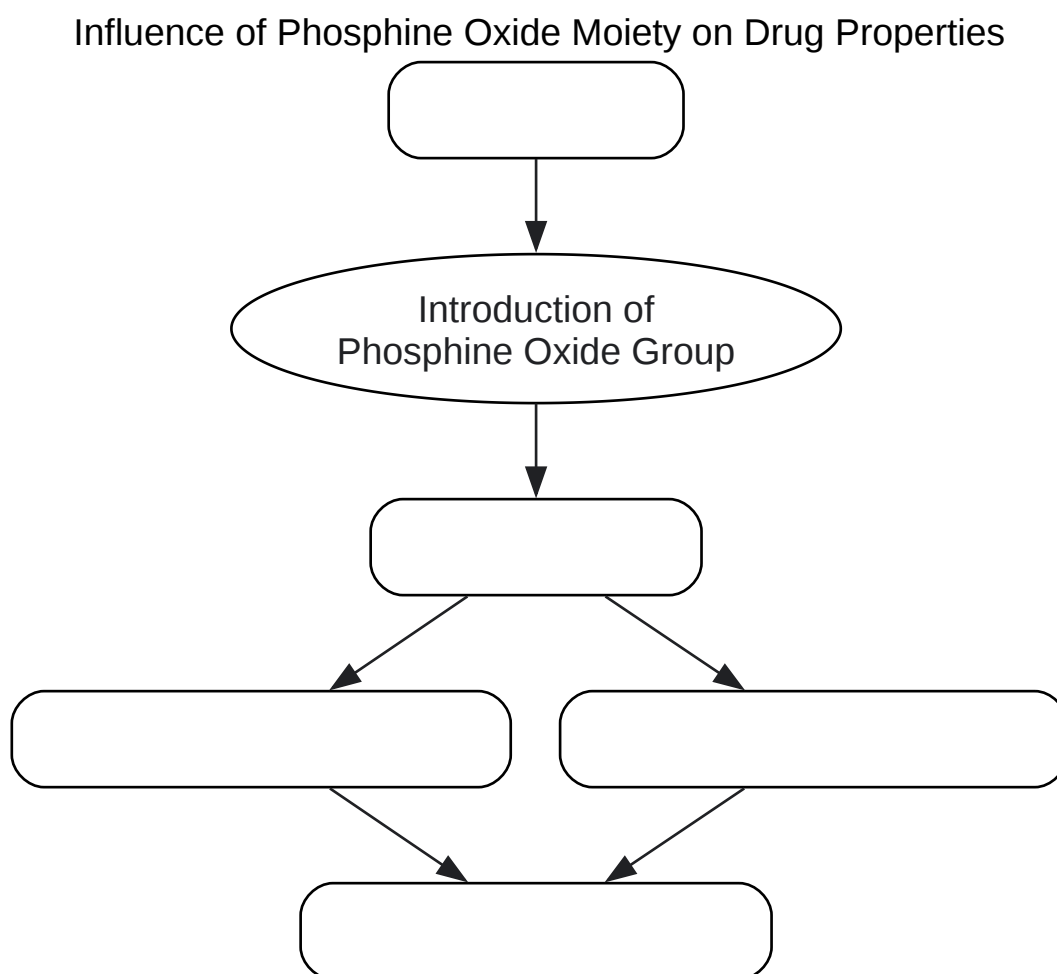 Influence of Phosphine Oxide Moiety on Drug Properties
Introduction of
Phosphine Oxide Group